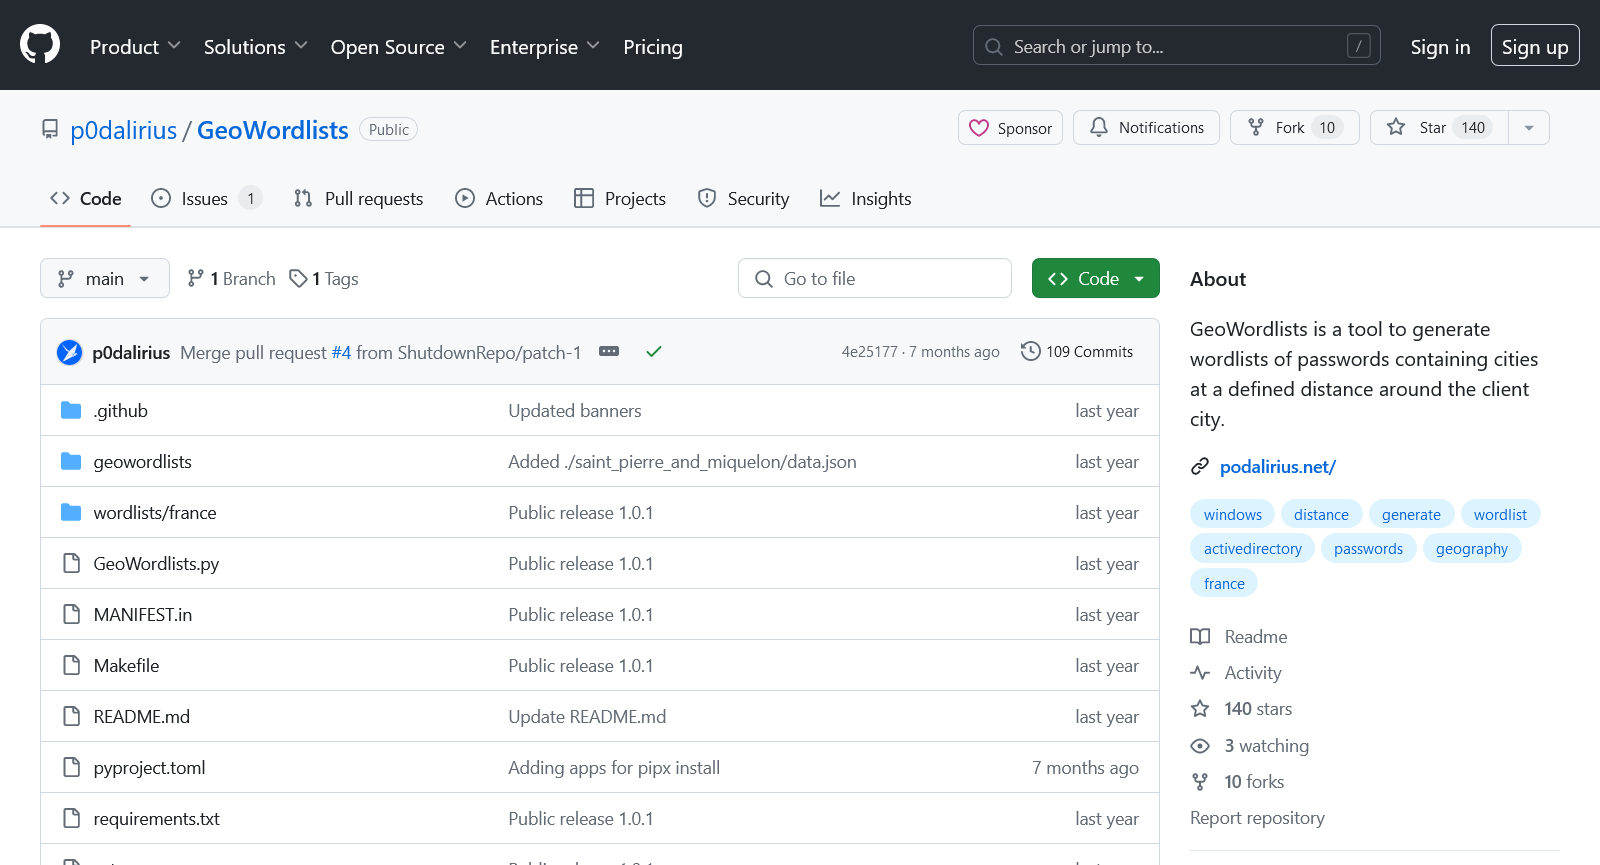 Product Solutions Open Source Enterprise Pricing Search or jump to... / Sign in Sign up
p0dalirius / GeoWordlists Public Sponsor Notifications Fork 10 Star 140
Code Issues 1 Pull requests Actions Projects Security Insights
main 1 Branch 1 Tags Go to file Code
p0dalirius Merge pull request #4 from ShutdownRepo/patch-1 4e25177 · 7 months ago 109 Commits
.github Updated banners last year
geowordlists Added ./saint_pierre_and_miquelon/data.json last year
wordlists/france Public release 1.0.1 last year
GeoWordlists.py Public release 1.0.1 last year
MANIFEST.in Public release 1.0.1 last year
Makefile Public release 1.0.1 last year
README.md Update README.md last year
pyproject.toml Adding apps for pipx install 7 months ago
requirements.txt Public release 1.0.1 last year
About
GeoWordlists is a tool to generate
wordlists of passwords containing cities
at a defined distance around the client
city.
podalirius.net/
windows distance generate wordlist
activedirectory passwords geography
france
Readme
Activity
140 stars
3 watching
10 forks
Report repository